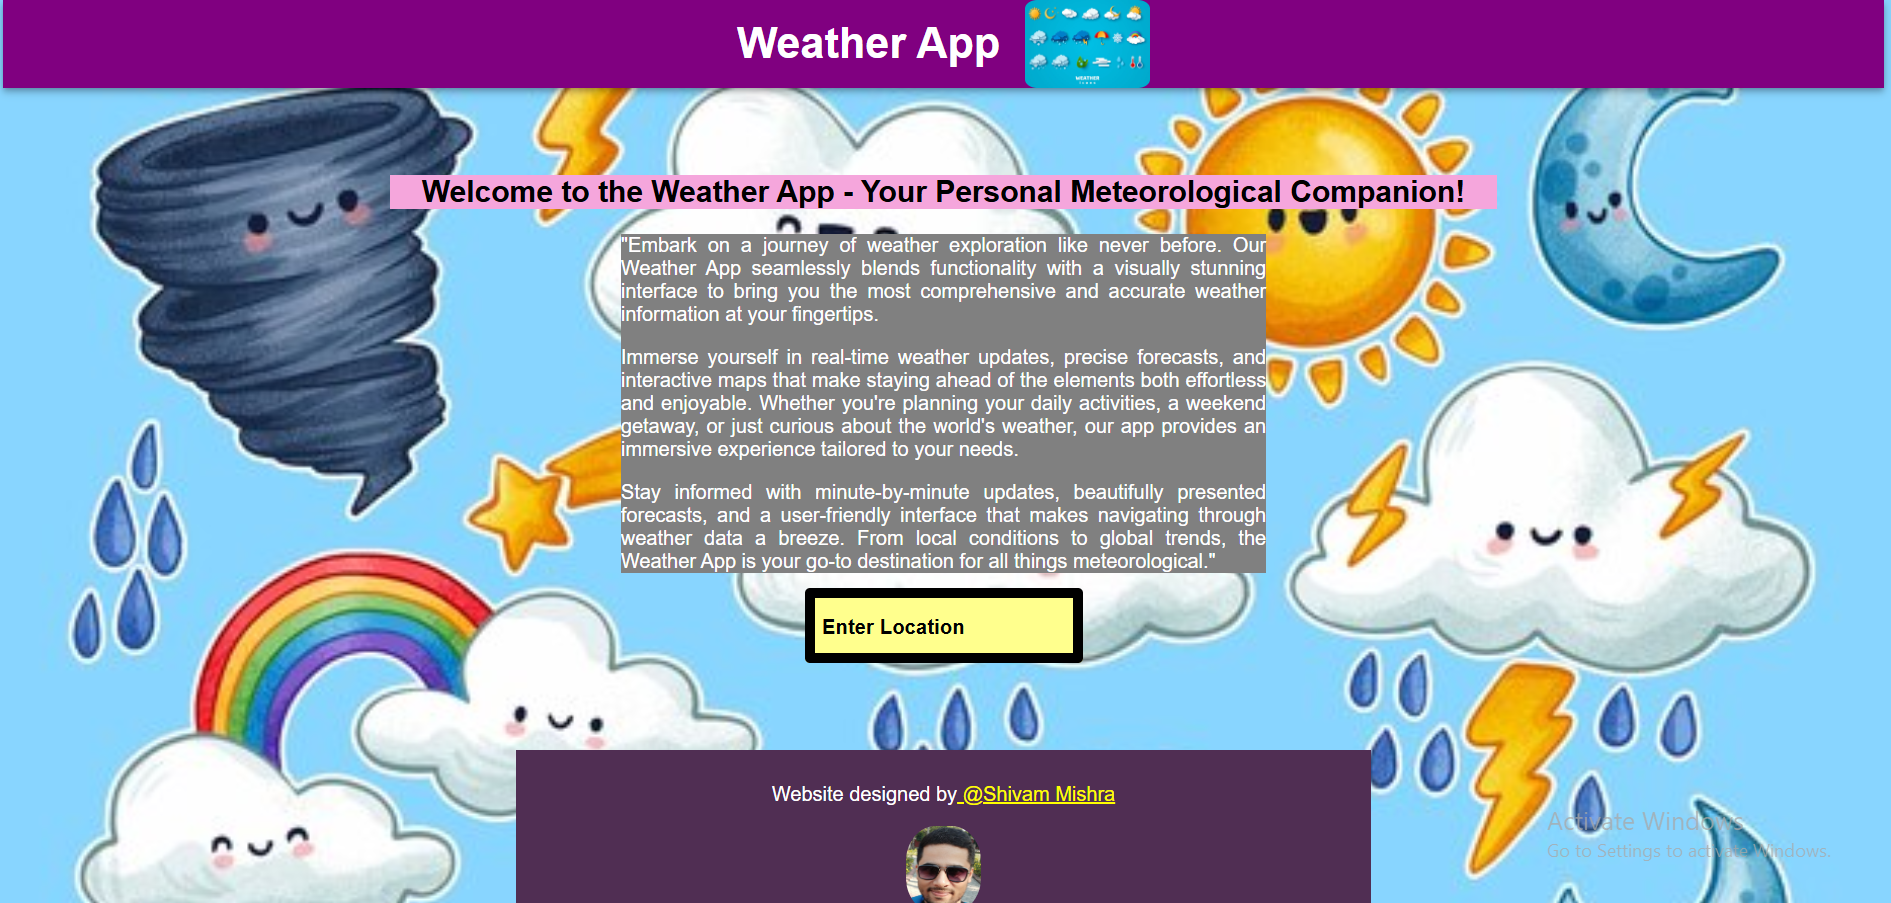 Weather App
WEATHER
Welcome to the Weather App - Your Personal Meteorological Companion!
"Embark on a journey of weather exploration like never before. Our
Weather App seamlessly blends functionality with a visually stunning
interface to bring you the most comprehensive and accurate weather
information at your fingertips.
Immerse yourself in real-time weather updates, precise forecasts, and
interactive maps that make staying ahead of the elements both effortless
and enjoyable. Whether you're planning your daily activities, a weekend
getaway, or just curious about the world's weather, our app provides an
immersive experience tailored to your needs.
Stay informed with minute-by-minute updates, beautifully presented
forecasts, and a user-friendly interface that makes navigating through
weather data a breeze. From local conditions to global trends, the
Weather App is your go-to destination for all things meteorological."
Enter Location
Website designed by @Shivam Mishra
Activate Windows
Go to Settings to activate Windows.